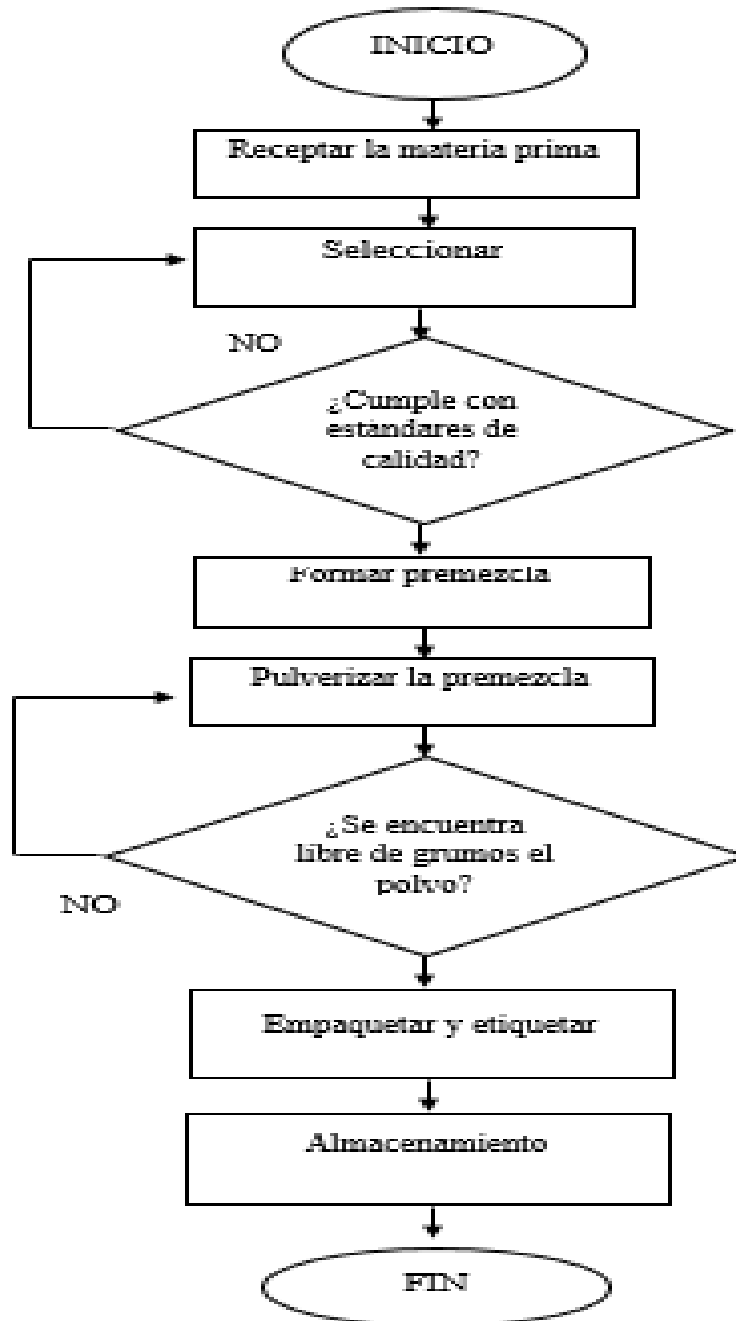 INICIO
Receptar la materia prima
Seleccionar
NO
¿Cumple con
estándares de
calidad?
Formar premezcla
Pulverizar la premezcla
¿Se encuentra
libre de grumos el
polvo?
NO
Empaquetar y etiquetar
Almacenamiento
FIN